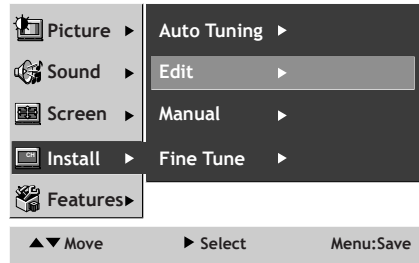 Picture ▶ Auto Tuning ▶
Sound ▶ Edit ▶
Screen ▶ Manual ▶
CH Install ▶ Fine Tune ▶
Features▶
▲▼ Move ▶ Select Menu:Save